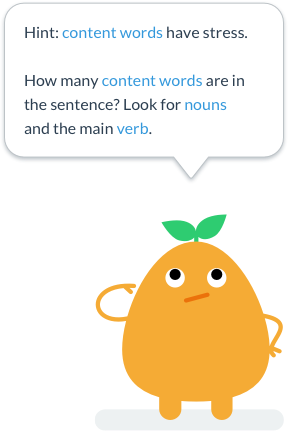 Hint: content words have stress.
How many content words are in
the sentence? Look for nouns
and the main verb.